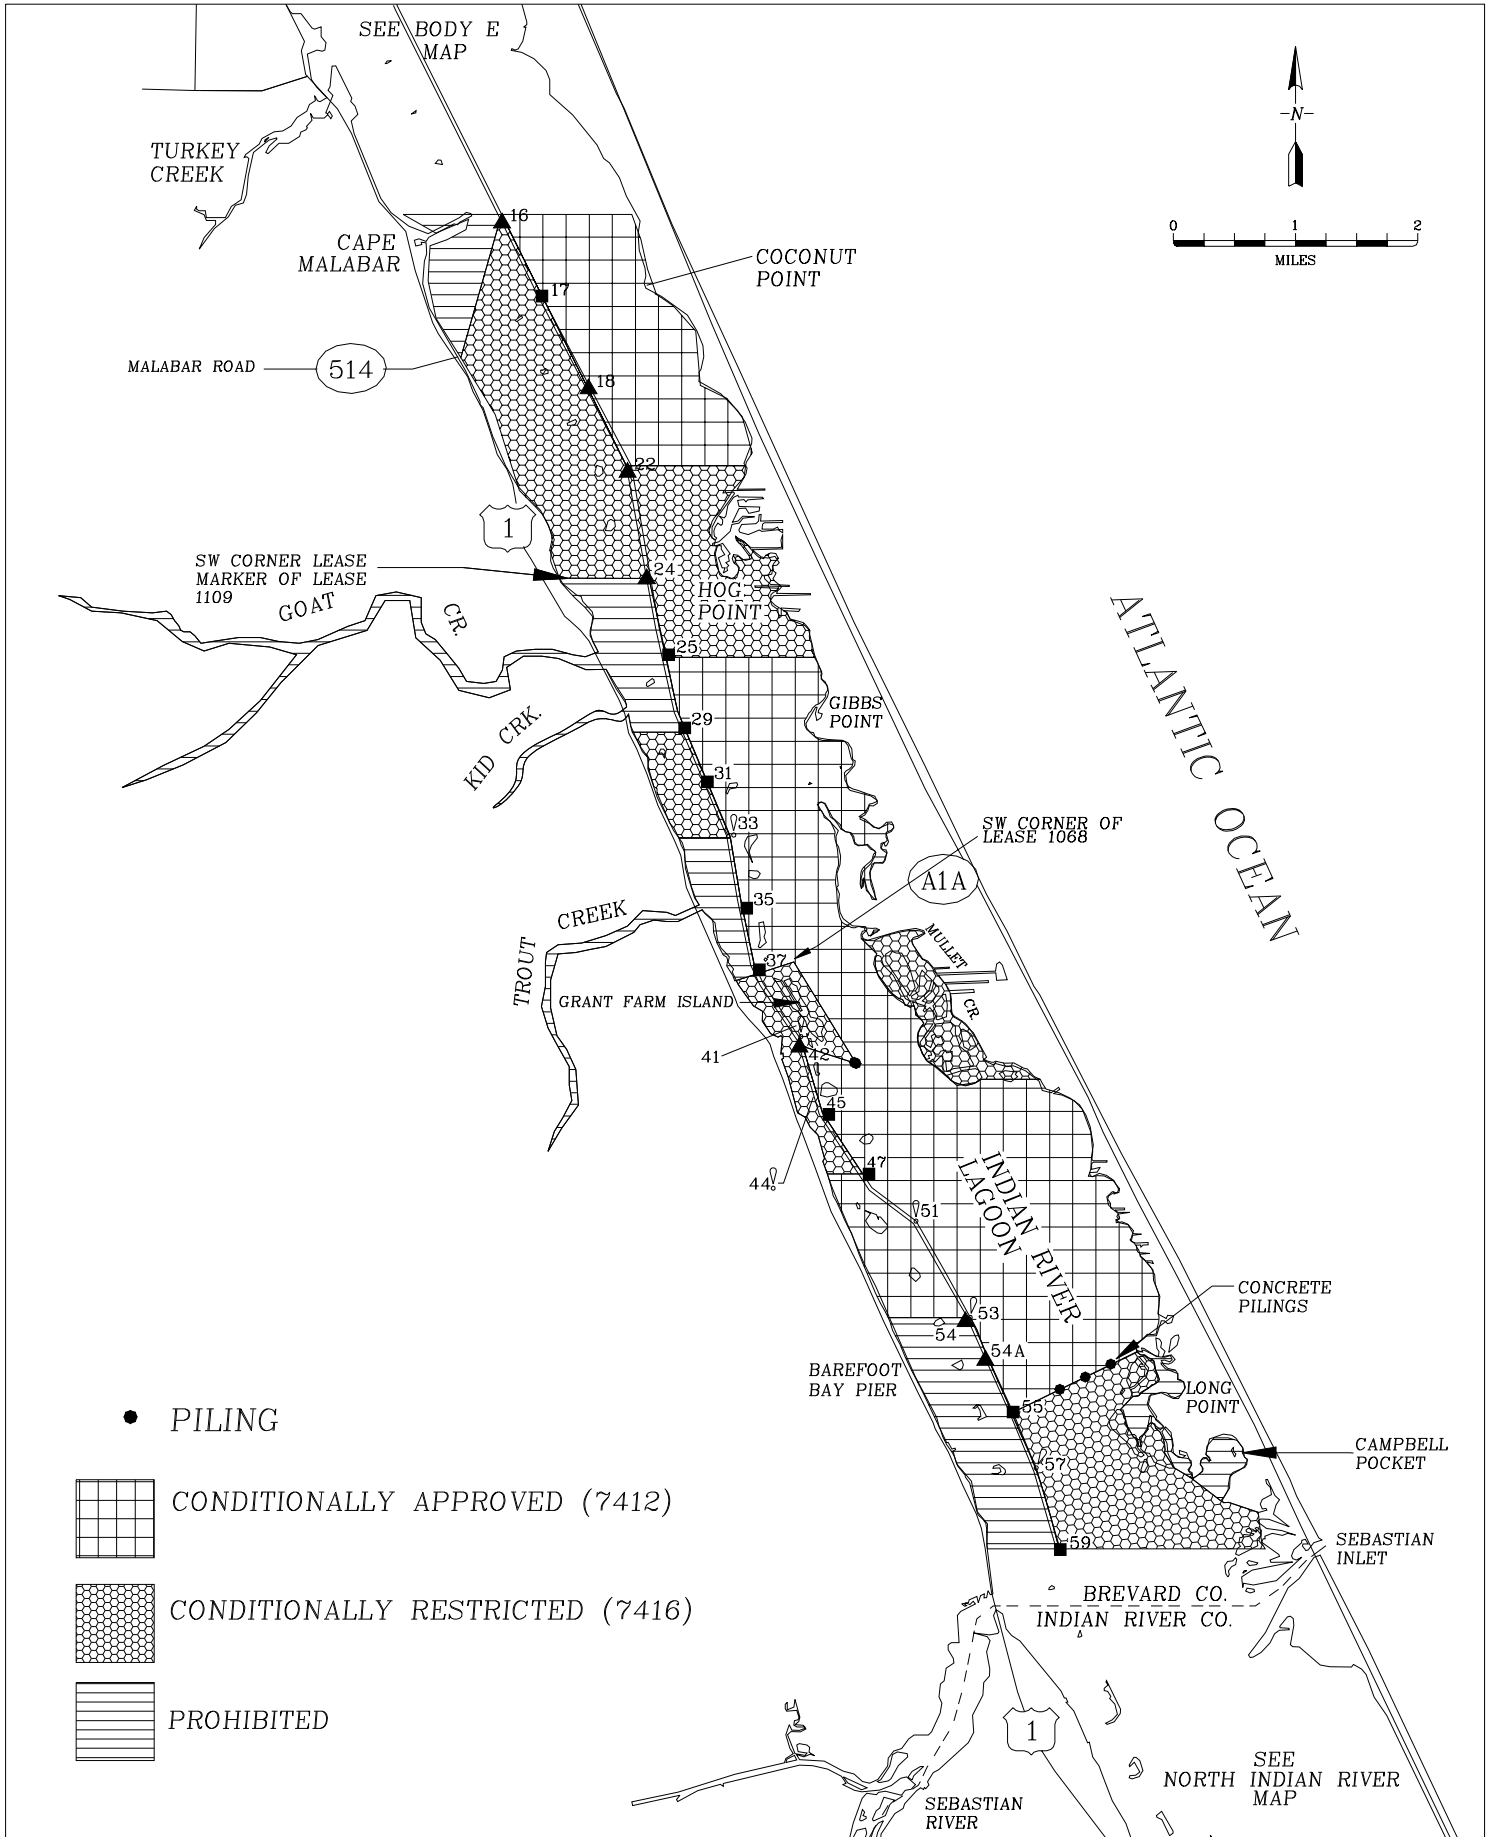 SEE BODY E
MAP
-N-
TURKEY
CREEK
16
0 1 2
MILES
CAPE
MALABAR
COCONUT
POINT
17
MALABAR ROAD
514
18
22
1
SW CORNER LEASE
MARKER OF LEASE
1109
24
HOG
POINT
GOAT
CR.
25
ATLANTIC OCEAN
GIBBS
POINT
29
KID CRK.
31
33
SW CORNER OF
LEASE 1068
A1A
35
TROUT CREEK
MULLET
CR.
37
GRANT FARM ISLAND
41
42
45
44
47
51
INDIAN RIVER
LAGOON
CONCRETE
PILINGS
53
54
54A
BAREFOOT
BAY PIER
LONG
POINT
55
PILING
CAMPBELL
POCKET
57
CONDITIONALLY APPROVED (7412)
59
SEBASTIAN
INLET
BREVARD CO.
INDIAN RIVER CO.
CONDITIONALLY RESTRICTED (7416)
PROHIBITED
1
SEE
NORTH INDIAN RIVER
MAP
SEBASTIAN
RIVER